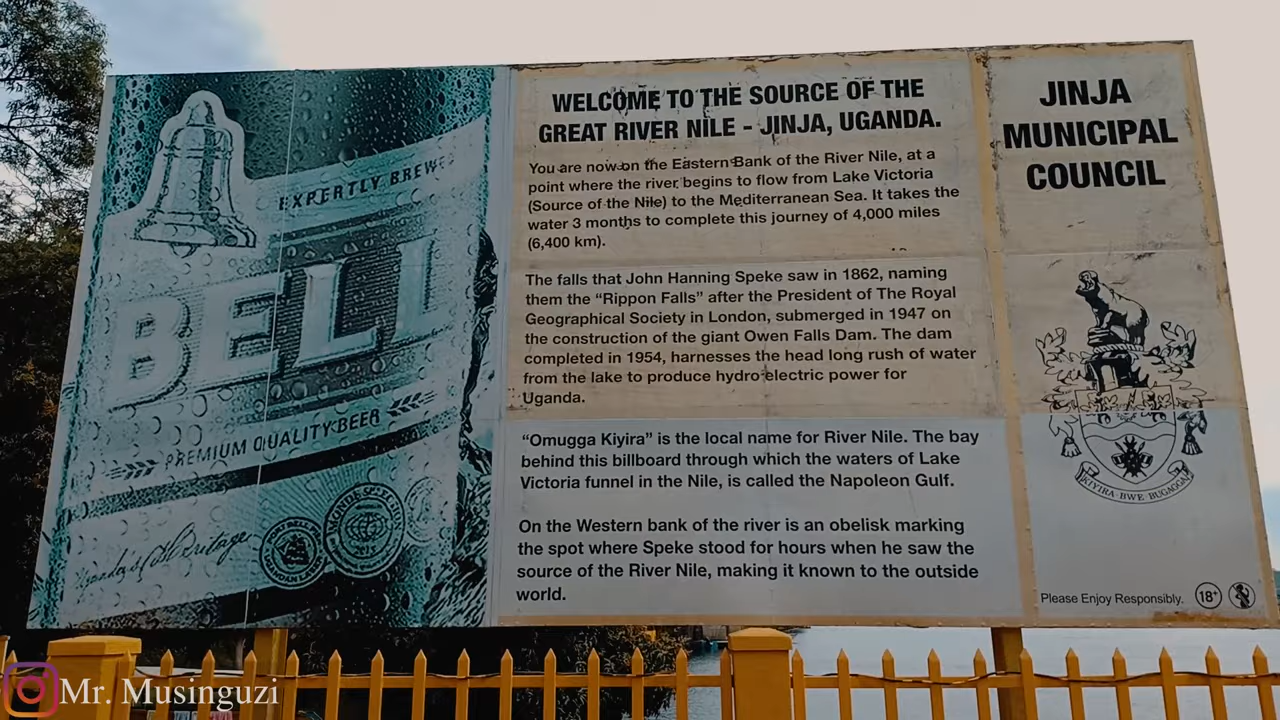 EXPERTLY BREWE
BELL
PREMIUM QUALITY BEER
WELCOME TO THE SOURCE OF THE
GREAT RIVER NILE - JINJA, UGANDA.
You are now on the Eastern Bank of the River Nile, at a
point where the river begins to flow from Lake Victoria
(Source of the Nile) to the Mediterranean Sea. It takes the
water 3 months to complete this journey of 4,000 miles
(6,400 km).
The falls that John Hanning Speke saw in 1862, naming
them the “Rippon Falls” after the President of The Royal
Geographical Society in London, submerged in 1947 on
the construction of the giant Owen Falls Dam. The dam
completed in 1954, harnesses the head long rush of water
from the lake to produce hydro electric power for
Uganda.
“Omugga Kiyira” is the local name for River Nile. The bay
behind this billboard through which the waters of Lake
Victoria funnel in the Nile, is called the Napoleon Gulf.
On the Western bank of the river is an obelisk marking
the spot where Speke stood for hours when he saw the
source of the River Nile, making it known to the outside
world.
JINJA
MUNICIPAL
COUNCIL
KIYIRA-BWE BUGAGGA
Please Enjoy Responsibly.
18+
Mr. Musinguzi